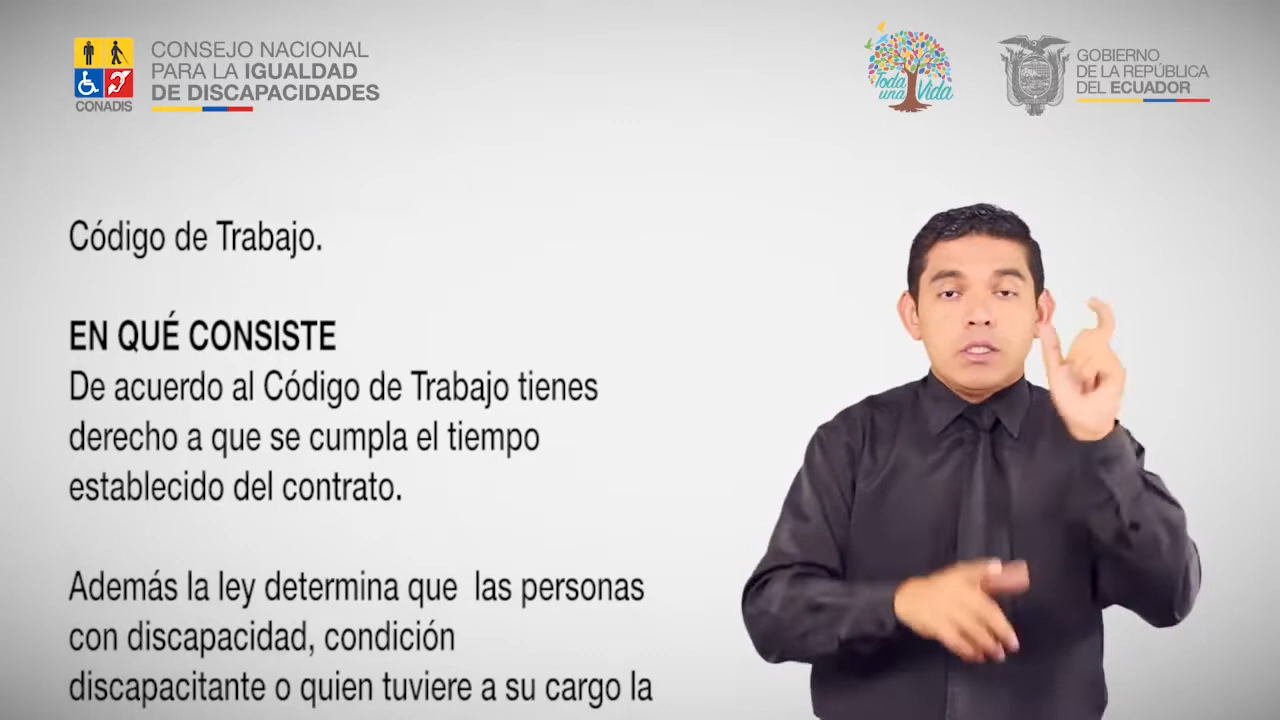 CONADIS
CONSEJO NACIONAL
PARA LA IGUALDAD
DE DISCAPACIDADES
Toda
una Vida
GOBIERNO
DE LA REPÚBLICA
DEL ECUADOR
Código de Trabajo.
EN QUÉ CONSISTE
De acuerdo al Código de Trabajo tienes
derecho a que se cumpla el tiempo
establecido del contrato.
Además la ley determina que  las personas
con discapacidad, condición
discapacitante o quien tuviere a su cargo la